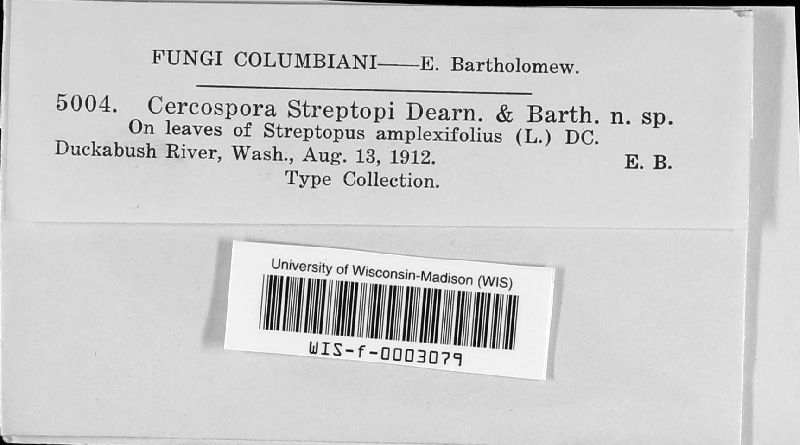 FUNGI COLUMBIANI——E. Bartholomew.
5004. Cercospora Streptopi Dearn. & Barth. n. sp.
On leaves of Streptopus amplexifolius (L.) DC.
Duckabush River, Wash., Aug. 13, 1912. E. B.
Type Collection.
University of Wisconsin-Madison (WIS)
WIS-f-0003079